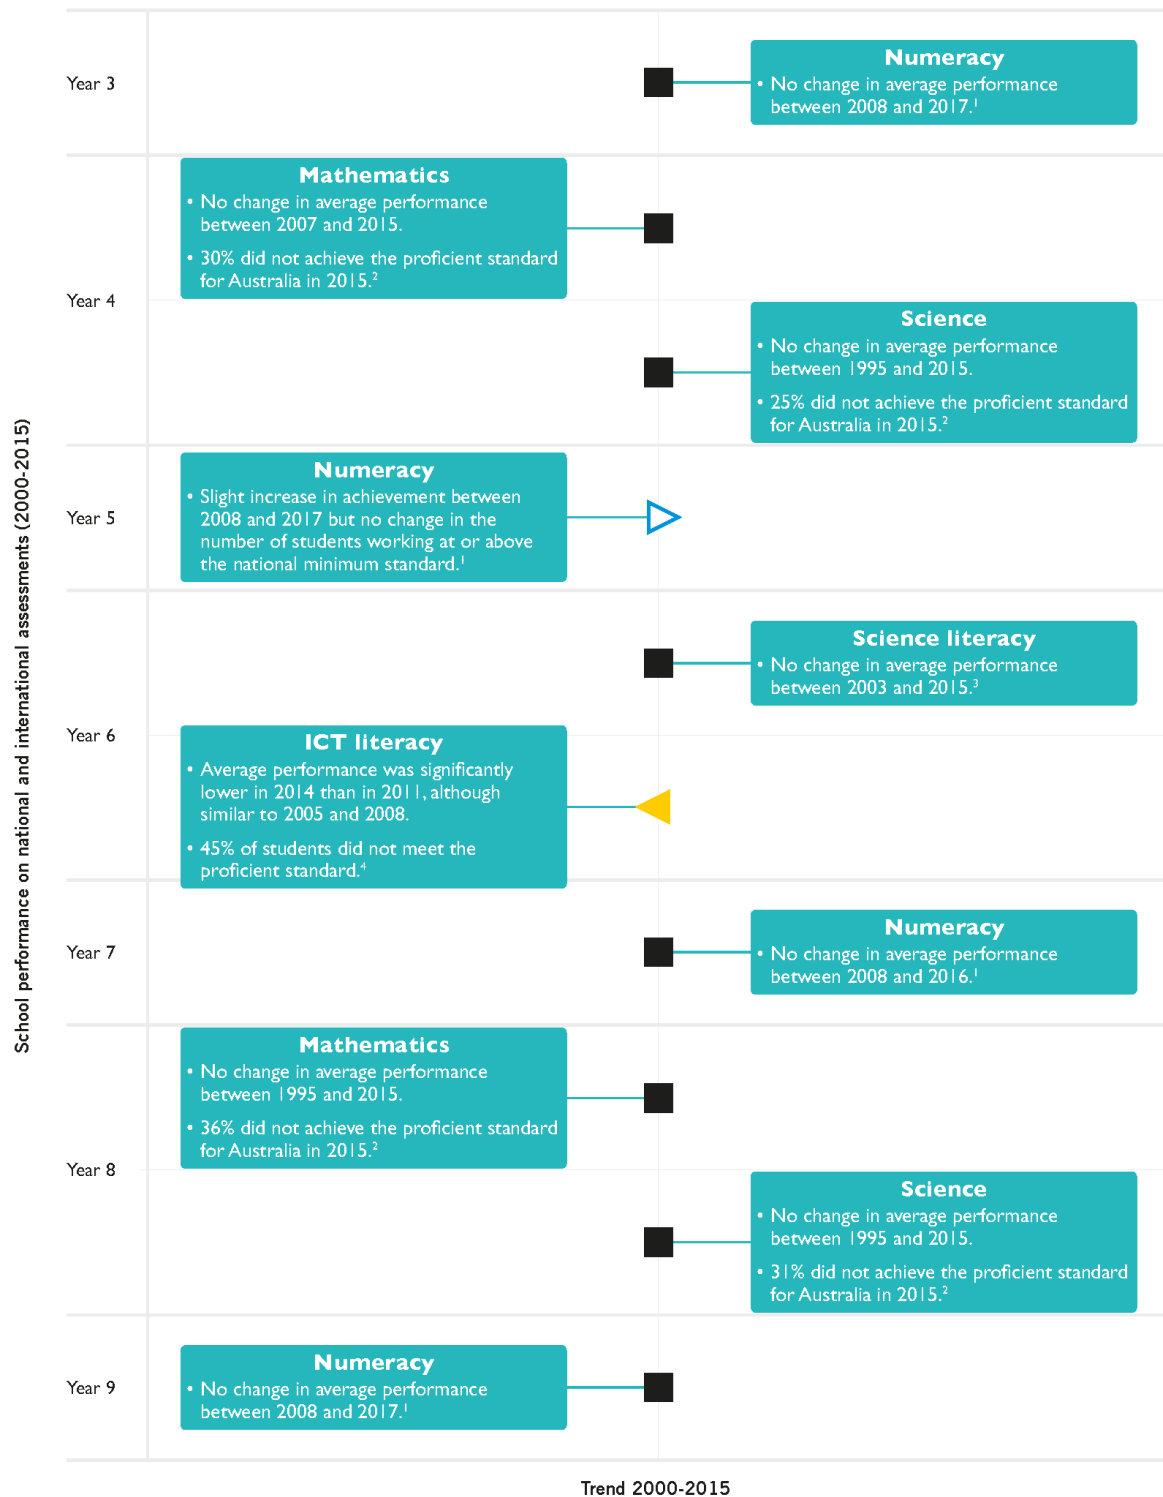 School performance on national and international assessments (2000-2015)
Year 3
Numeracy
• No change in average performance
between 2008 and 2017.¹
Year 4
Mathematics
• No change in average performance
between 2007 and 2015.
• 30% did not achieve the proficient standard
for Australia in 2015.²
Science
• No change in average performance
between 1995 and 2015.
• 25% did not achieve the proficient standard
for Australia in 2015.²
Year 5
Numeracy
• Slight increase in achievement between
2008 and 2017 but no change in the
number of students working at or above
the national minimum standard.¹
Year 6
Science literacy
• No change in average performance
between 2003 and 2015.³
ICT literacy
• Average performance was significantly
lower in 2014 than in 2011, although
similar to 2005 and 2008.
• 45% of students did not meet the
proficient standard.⁴
Year 7
Numeracy
• No change in average performance
between 2008 and 2016.¹
Year 8
Mathematics
• No change in average performance
between 1995 and 2015.
• 36% did not achieve the proficient standard
for Australia in 2015.²
Science
• No change in average performance
between 1995 and 2015.
• 31% did not achieve the proficient standard
for Australia in 2015.²
Year 9
Numeracy
• No change in average performance
between 2008 and 2017.¹
Trend 2000-2015